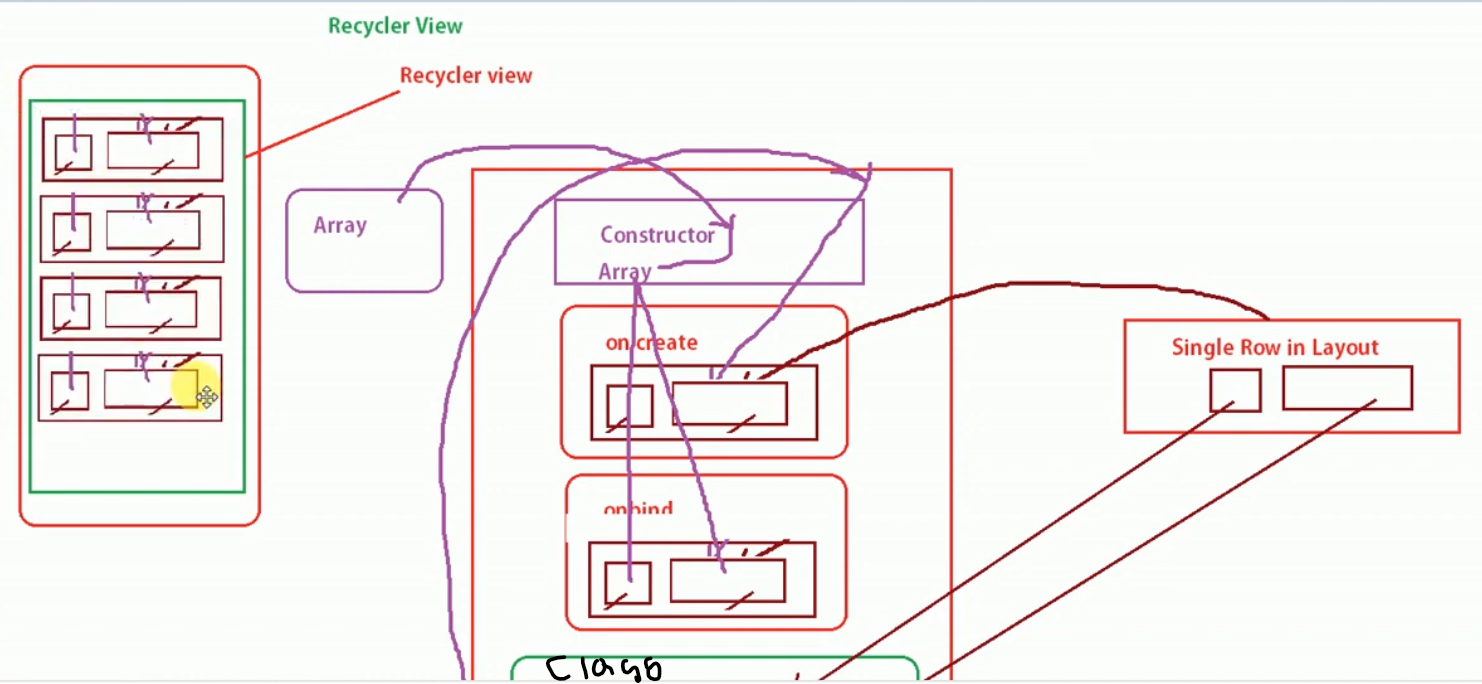 Recycler View
Recycler view
Array
Constructor
Array
on create
onbind
Single Row in Layout
Class